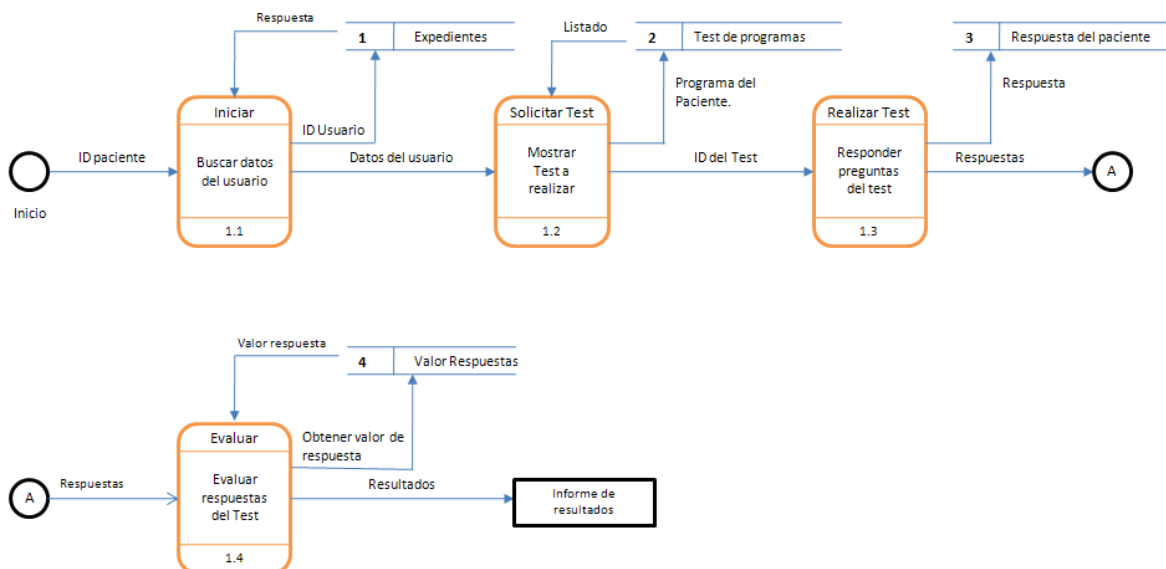 Respuesta
1 Expedientes
Listado
2 Test de programas
3 Respuesta del paciente
Programa del
Paciente.
Respuesta
Iniciar
Solicitar Test
Realizar Test
ID Usuario
ID paciente
Buscar datos
del usuario
Datos del usuario
Mostrar
Test a
realizar
ID del Test
Responder
preguntas
del test
Respuestas
A
Inicio
1.1
1.2
1.3
Valor respuesta
4 Valor Respuestas
Evaluar
Obtener valor de
respuesta
A
Respuestas
Evaluar
respuestas
del Test
Resultados
Informe de
resultados
1.4